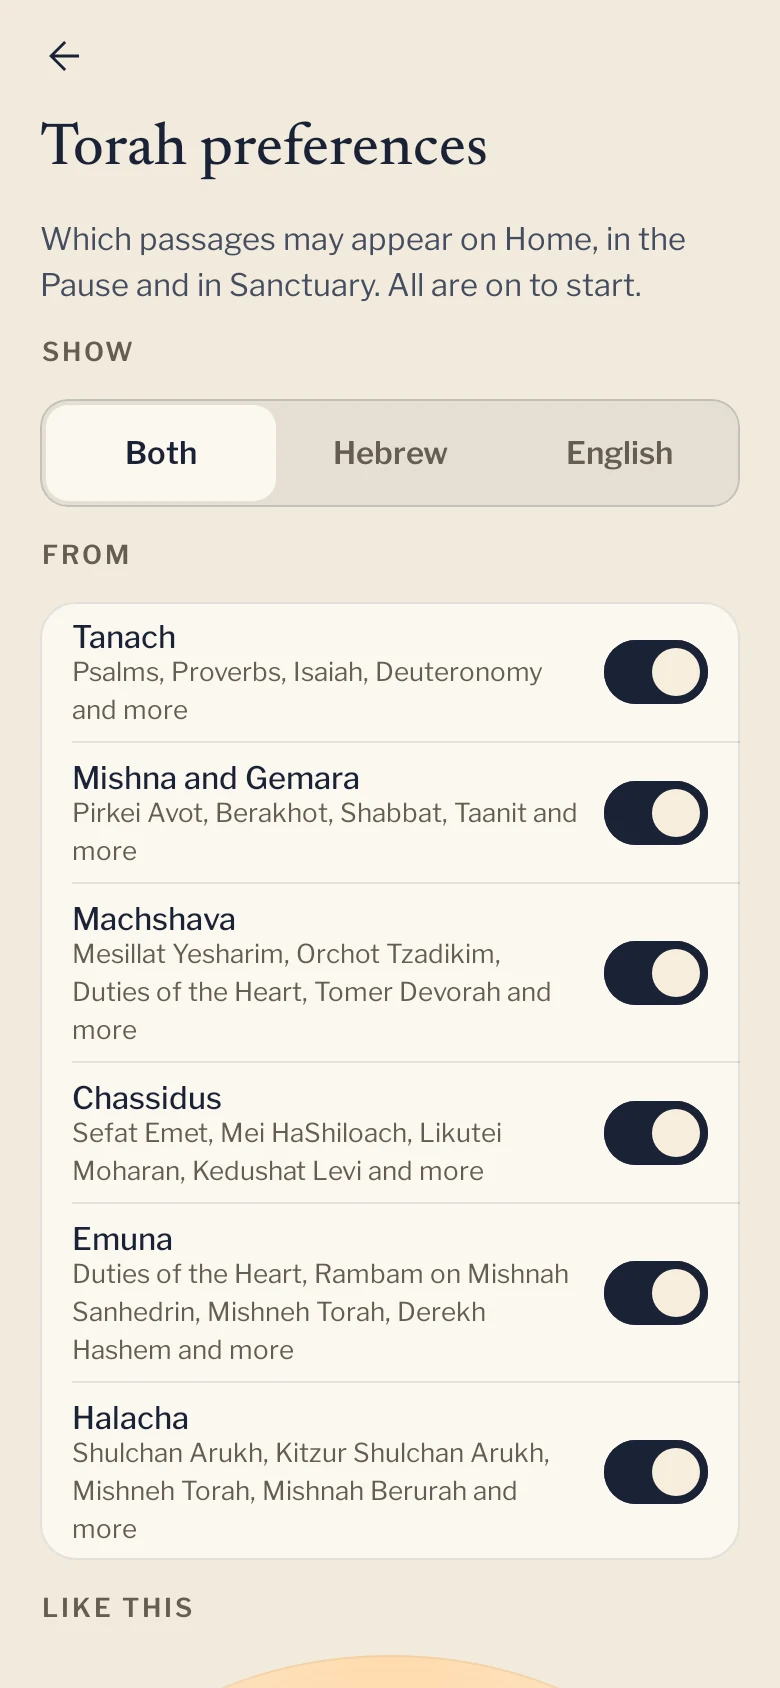 Torah preferences
Which passages may appear on Home, in the
Pause and in Sanctuary. All are on to start.
SHOW
Both
Hebrew
English
FROM
Tanach
Psalms, Proverbs, Isaiah, Deuteronomy
and more
Mishna and Gemara
Pirkei Avot, Berakhot, Shabbat, Taanit and
more
Machshava
Mesillat Yesharim, Orchot Tzadikim,
Duties of the Heart, Tomer Devorah and
more
Chassidus
Sefat Emet, Mei HaShiloach, Likutei
Moharan, Kedushat Levi and more
Emuna
Duties of the Heart, Rambam on Mishnah
Sanhedrin, Mishneh Torah, Derekh
Hashem and more
Halacha
Shulchan Arukh, Kitzur Shulchan Arukh,
Mishneh Torah, Mishnah Berurah and
more
LIKE THIS